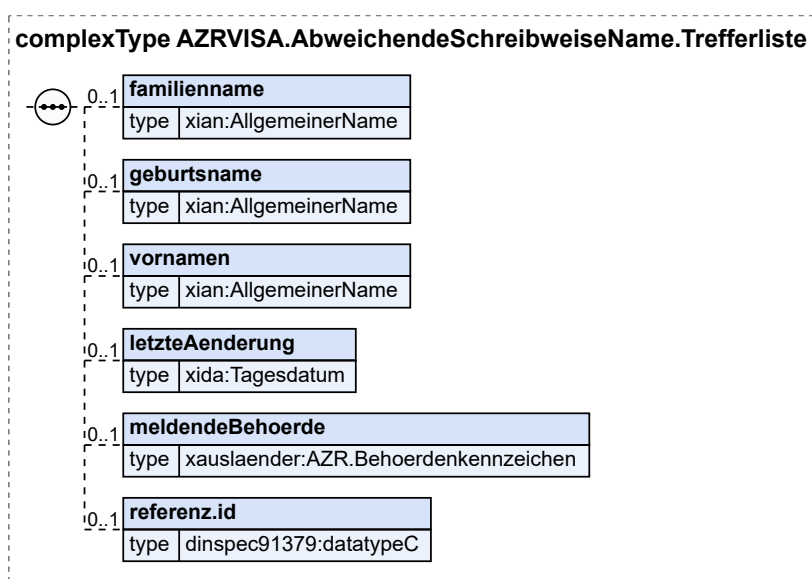 complexType AZRVISA.AbweichendeSchreibweiseName.Trefferliste
0..1 familienname
type xian:AllgemeinerName
0..1 geburtsname
type xian:AllgemeinerName
0..1 vornamen
type xian:AllgemeinerName
0..1 letzteAenderung
type xida:Tagesdatum
0..1 meldendeBehoerde
type xauslaender:AZR.Behoerdenkennzeichen
0..1 referenz.id
type dinspec91379:datatypeC